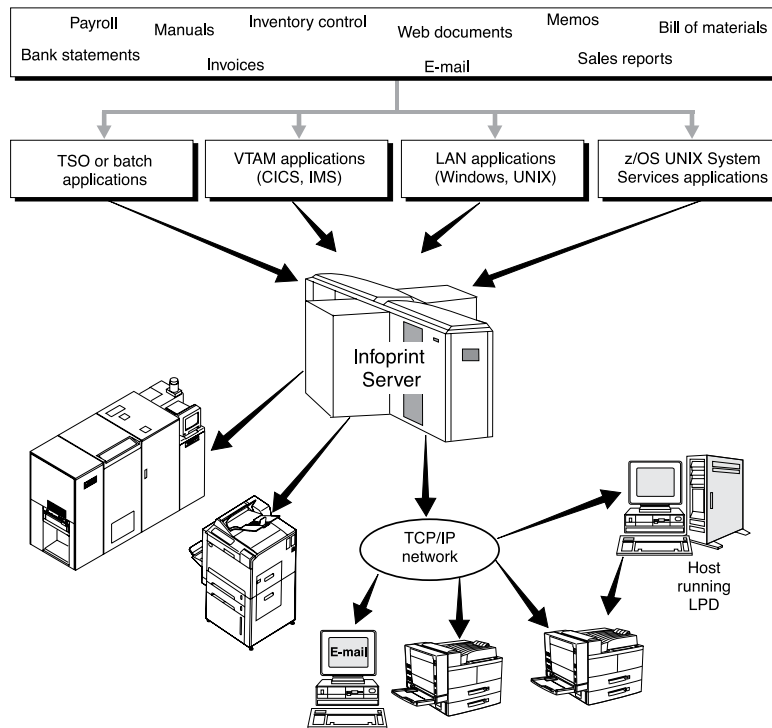 Payroll
Manuals
Inventory control
Web documents
Memos
Bill of materials
Bank statements
Invoices
E-mail
Sales reports
TSO or batch
applications
VTAM applications
(CICS, IMS)
LAN applications
(Windows, UNIX)
z/OS UNIX System
Services applications
Infoprint
Server
TCP/IP
network
Host
running
LPD
E-mail